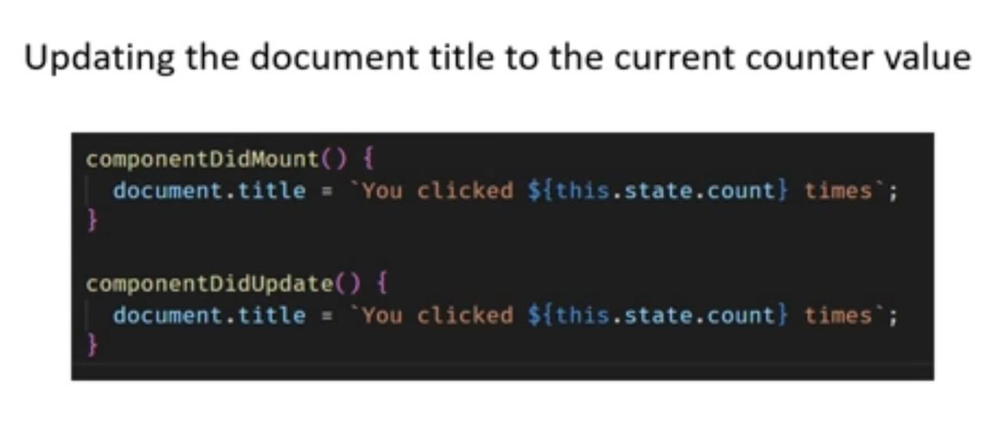 Updating the document title to the current counter value
componentDidMount() {
  document.title = `You clicked ${this.state.count} times`;
}
componentDidUpdate() {
  document.title = `You clicked ${this.state.count} times`;
}